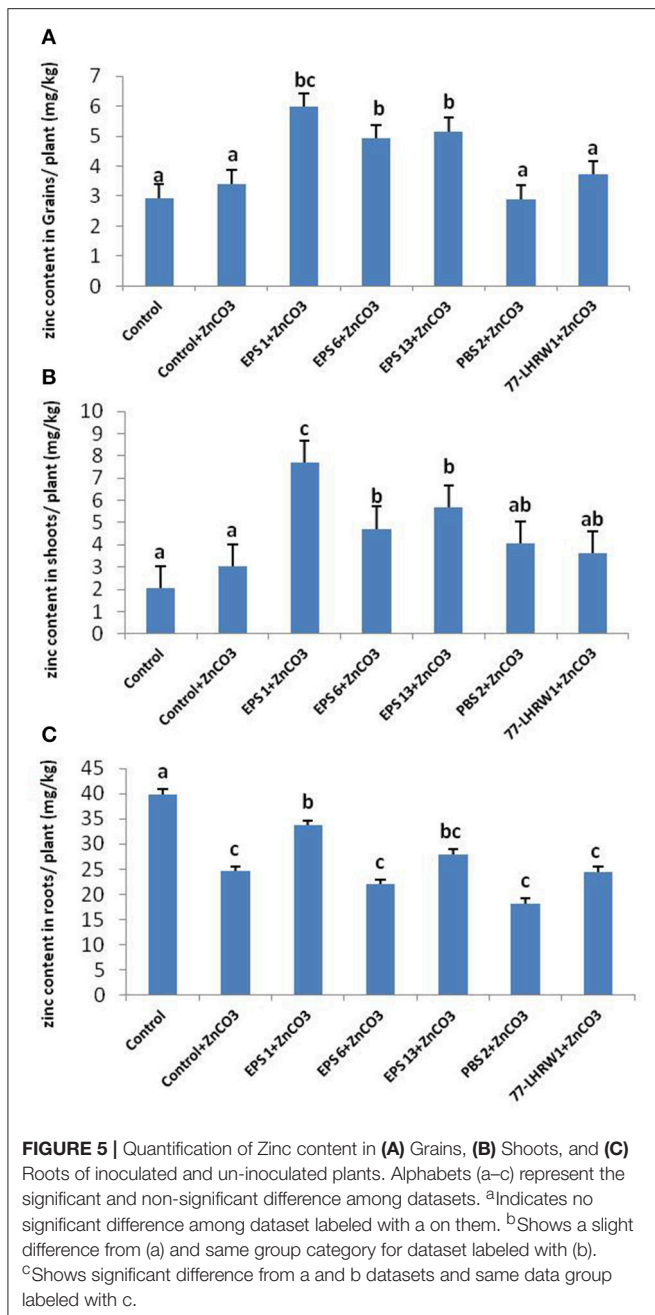 A
zinc content in Grains/ plant (mg/kg)
7
6
5
4
3
2
1
0
a
a
bc
b
b
a
a
Control
Control+ZnCO3
EPS 1+ZnCO3
EPS 6+ZnCO3
EPS 13+ZnCO3
PBS 2+ZnCO3
77-LHRW1+ZnCO3
B
zinc content in shoots/ plant (mg/kg)
10
9
8
7
6
5
4
3
2
1
0
a
a
c
b
b
ab
ab
Control
Control+ZnCO3
EPS 1+ZnCO3
EPS 6+ZnCO3
EPS 13+ZnCO3
PBS 2+ZnCO3
77-LHRW1+ZnCO3
C
zinc content in roots/ plant (mg/kg)
45
40
35
30
25
20
15
10
5
0
a
c
b
c
bc
c
c
Control
Control+ZnCO3
EPS 1+ZnCO3
EPS 6+ZnCO3
EPS 13+ZnCO3
PBS 2+ZnCO3
77-LHRW1+ZnCO3
FIGURE 5 | Quantification of Zinc content in (A) Grains, (B) Shoots, and (C)
Roots of inoculated and un-inoculated plants. Alphabets (a–c) represent the
significant and non-significant difference among datasets. aIndicates no
significant difference among dataset labeled with a on them. bShows a slight
difference from (a) and same group category for dataset labeled with (b).
cShows significant difference from a and b datasets and same data group
labeled with c.